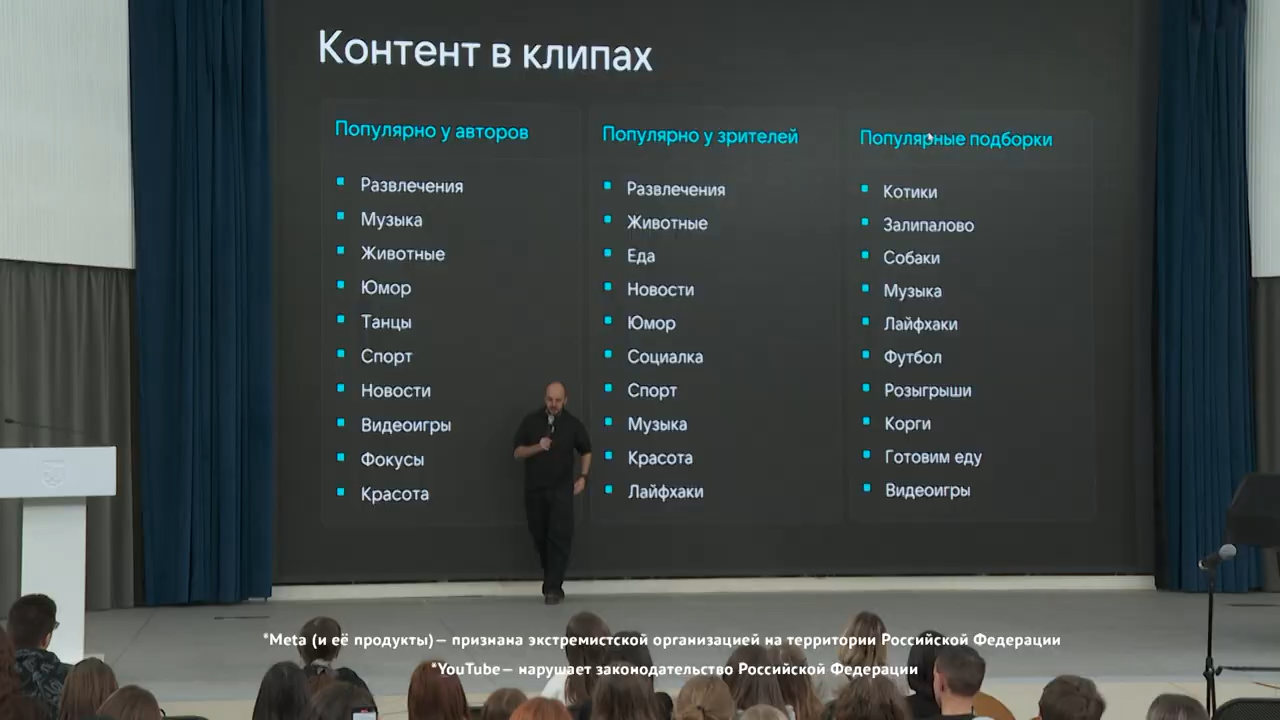 Контент в клипах
Популярно у авторов
Развлечения
Музыка
Животные
Юмор
Танцы
Спорт
Новости
Видеоигры
Фокусы
Красота
Популярно у зрителей
Развлечения
Животные
Еда
Новости
Юмор
Социалка
Спорт
Музыка
Красота
Лайфхаки
Популярные подборки
Котики
Залипалово
Собаки
Музыка
Лайфхаки
Футбол
Розыгрыши
Корги
Готовим еду
Видеоигры
*Meta (и её продукты) — признана экстремистской организацией на территории Российской Федерации
*YouTube — нарушает законодательство Российской Федерации